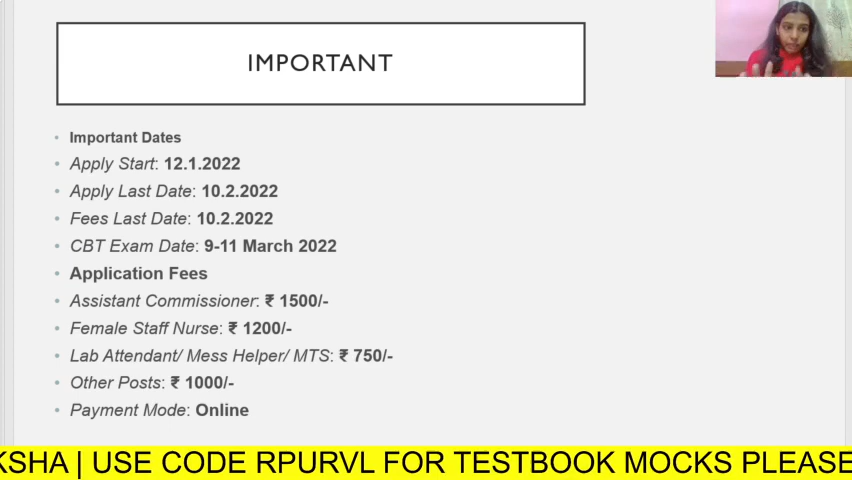 IMPORTANT
Important Dates
Apply Start: 12.1.2022
Apply Last Date: 10.2.2022
Fees Last Date: 10.2.2022
CBT Exam Date: 9-11 March 2022
Application Fees
Assistant Commissioner: ₹ 1500/-
Female Staff Nurse: ₹ 1200/-
Lab Attendant/ Mess Helper/ MTS: ₹ 750/-
Other Posts: ₹ 1000/-
Payment Mode: Online
KSHA | USE CODE RPURVL FOR TESTBOOK MOCKS PLEASE